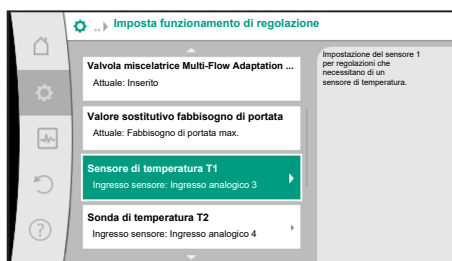 ..▸ Imposta funzionamento di regolazione
Valvola miscelatrice Multi-Flow Adaptation ...
Attuale: Inserito
Valore sostitutivo fabbisogno di portata
Attuale: Fabbisogno di portata max.
Sensore di temperatura T1
Ingresso sensore: Ingresso analogico 3
Sonda di temperatura T2
Ingresso sensore: Ingresso analogico 4
Impostazione del sensore 1
per regolazioni che
necessitano di un
sensore di temperatura.